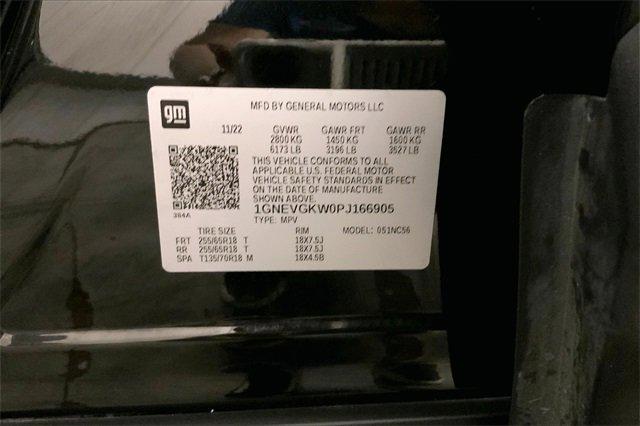 gm
MFD BY GENERAL MOTORS LLC
11/22 GVWR GAWR FRT GAWR RR
2800 KG 1450 KG 1600 KG
6173 LB 3196 LB 3527 LB
THIS VEHICLE CONFORMS TO ALL
APPLICABLE U.S. FEDERAL MOTOR
VEHICLE SAFETY STANDARDS IN EFFECT
ON THE DATE OF MANUFACTURE
SHOWN ABOVE.
384A
1GNEVGKW0PJ166905
TYPE: MPV
TIRE SIZE RIM MODEL: 051NC56
FRT 255/65R18 T 18X7.5J
RR 255/65R18 T 18X7.5J
SPA T135/70R18 M 18X4.5B